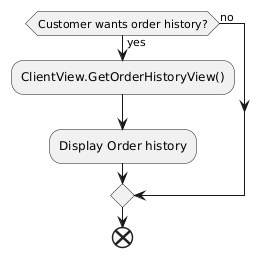 Customer wants order history?
no
yes
ClientView.GetOrderHistoryView()
Display Order history